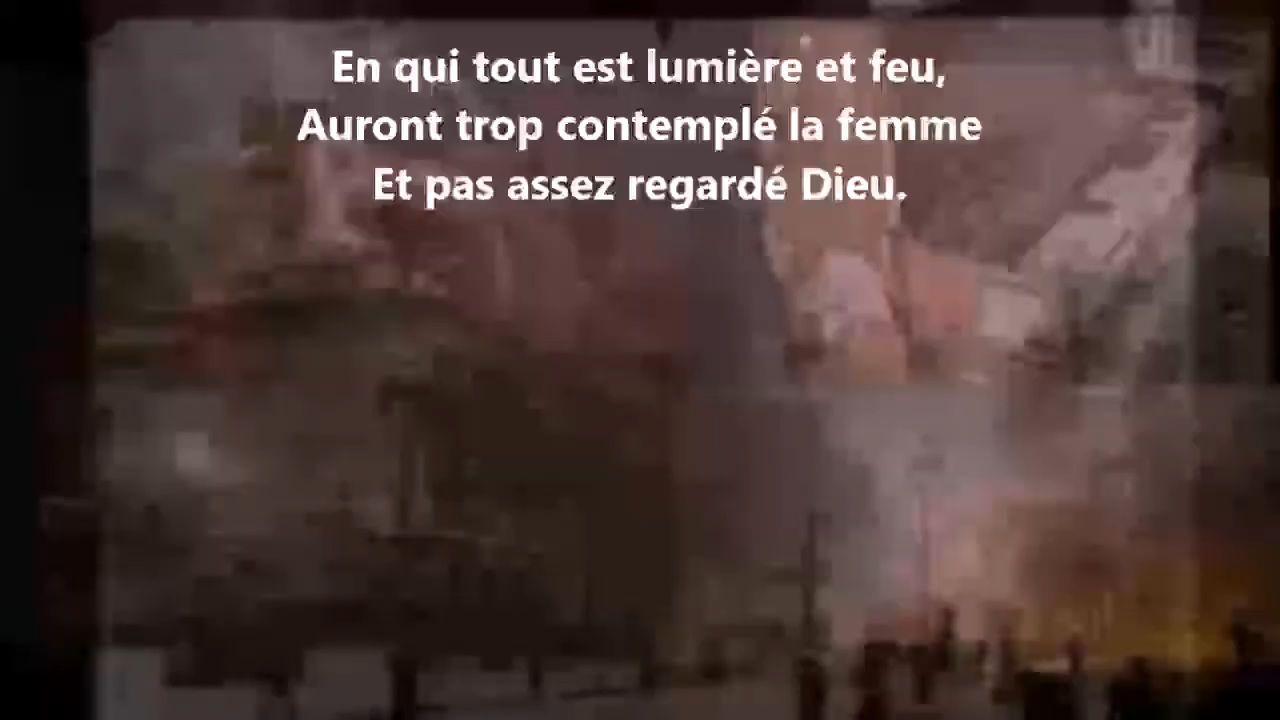 En qui tout est lumière et feu,
Auront trop contemplé la femme
Et pas assez regardé Dieu.